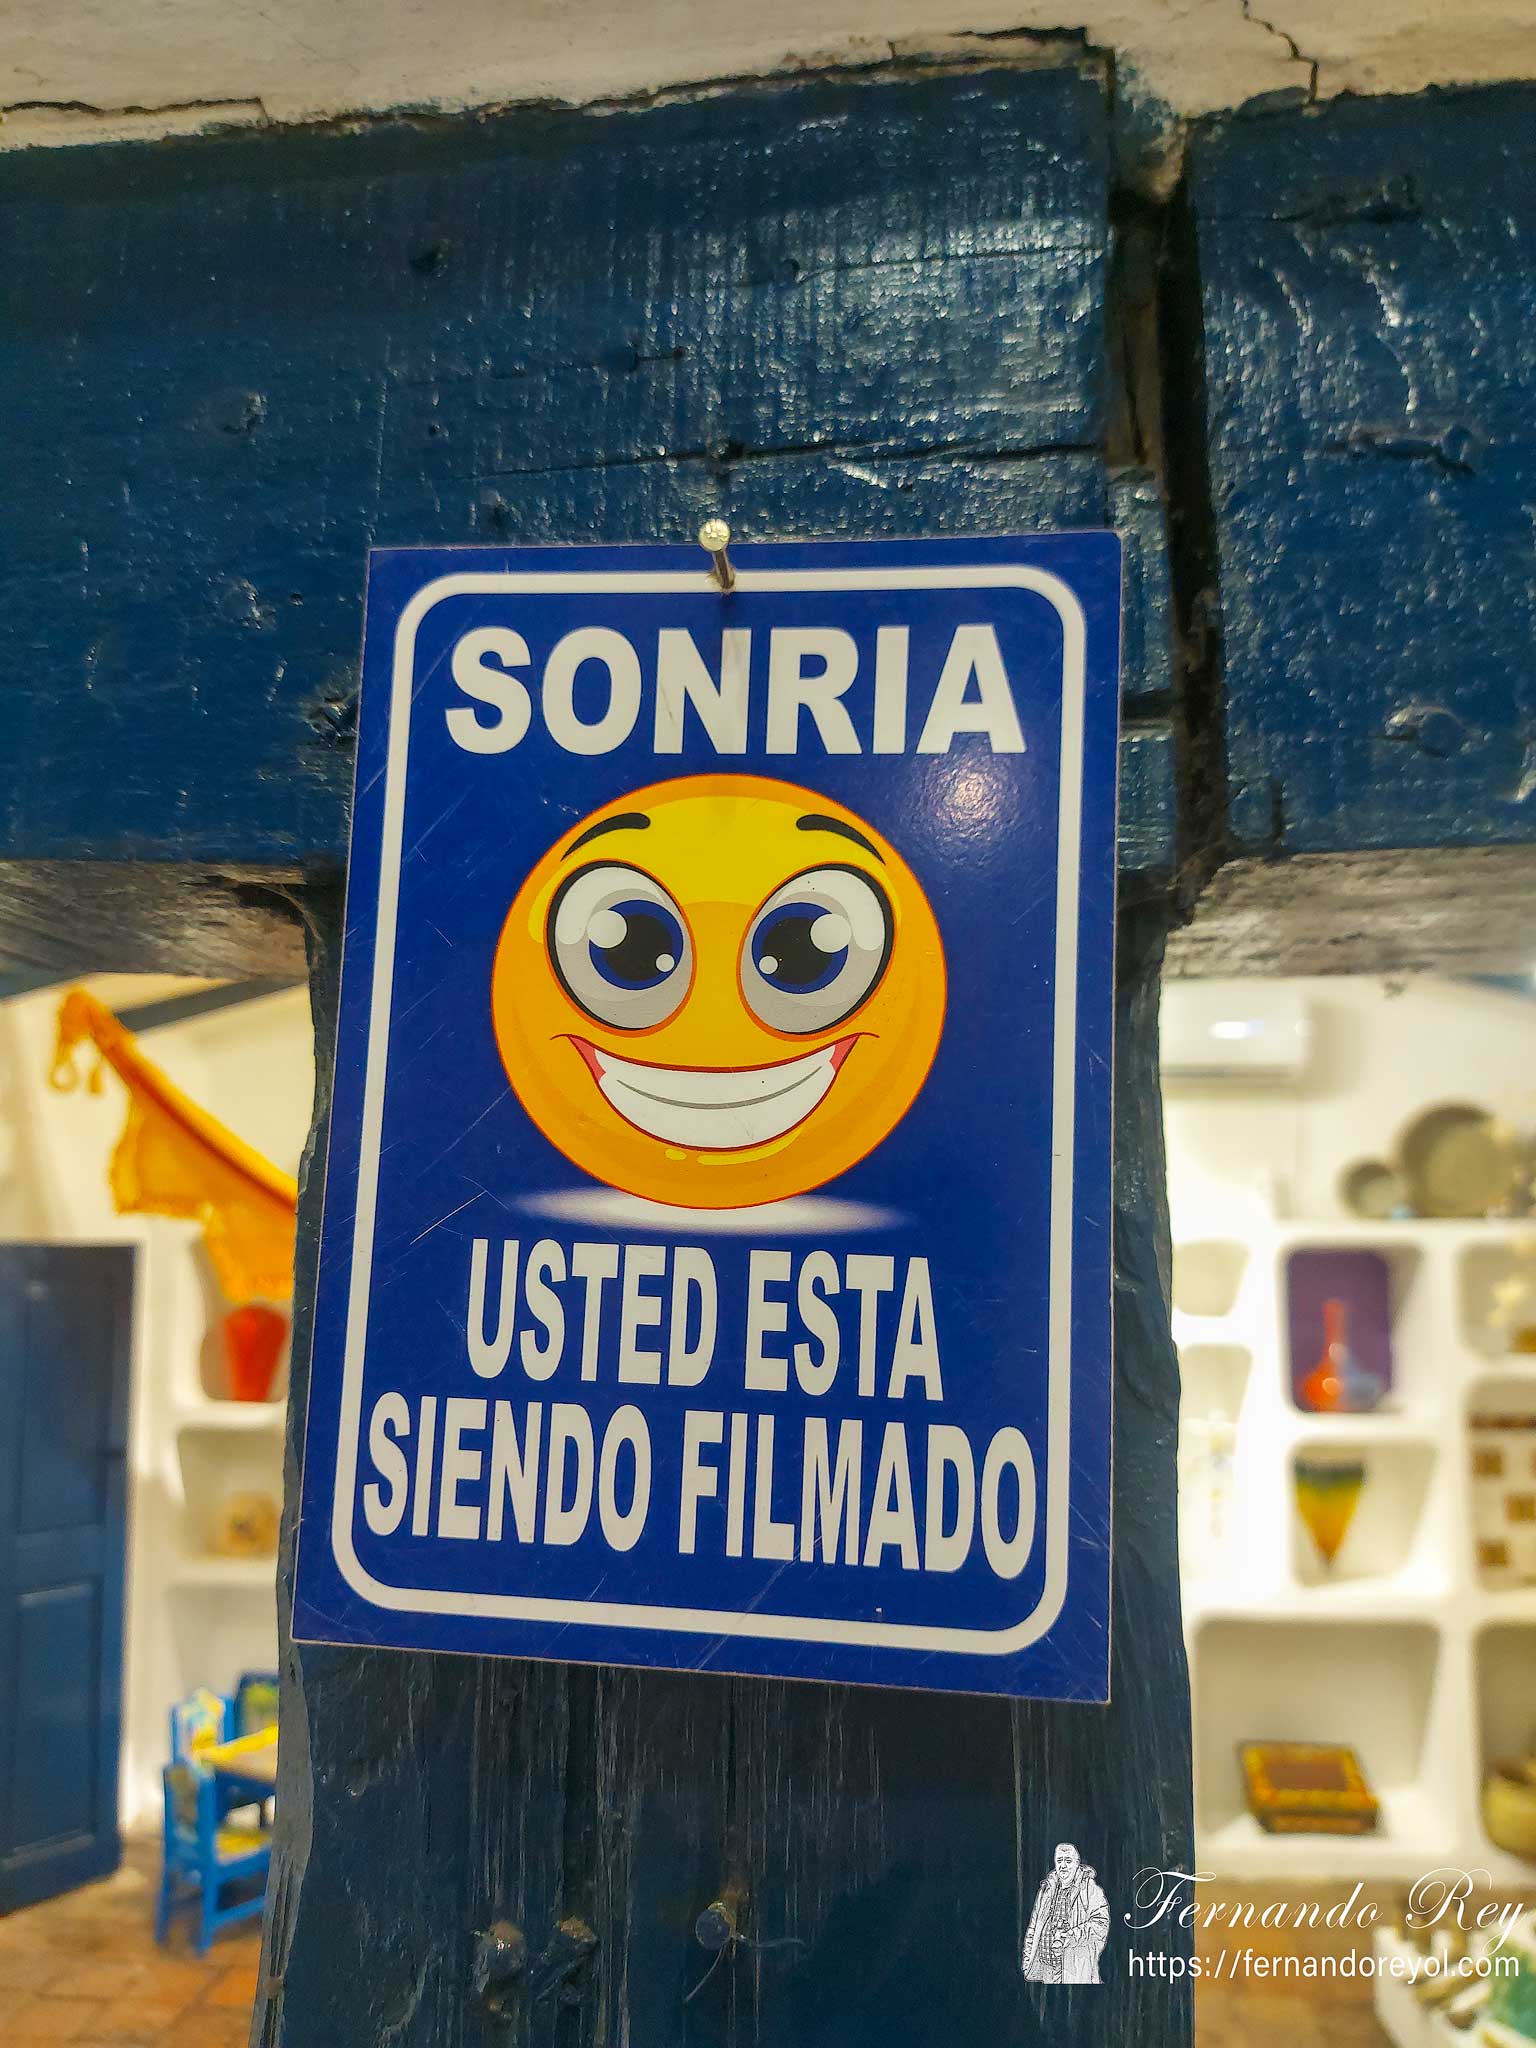 SONRIA
USTED ESTA
SIENDO FILMADO
Fernando Rey
https://fernandoreyol.com